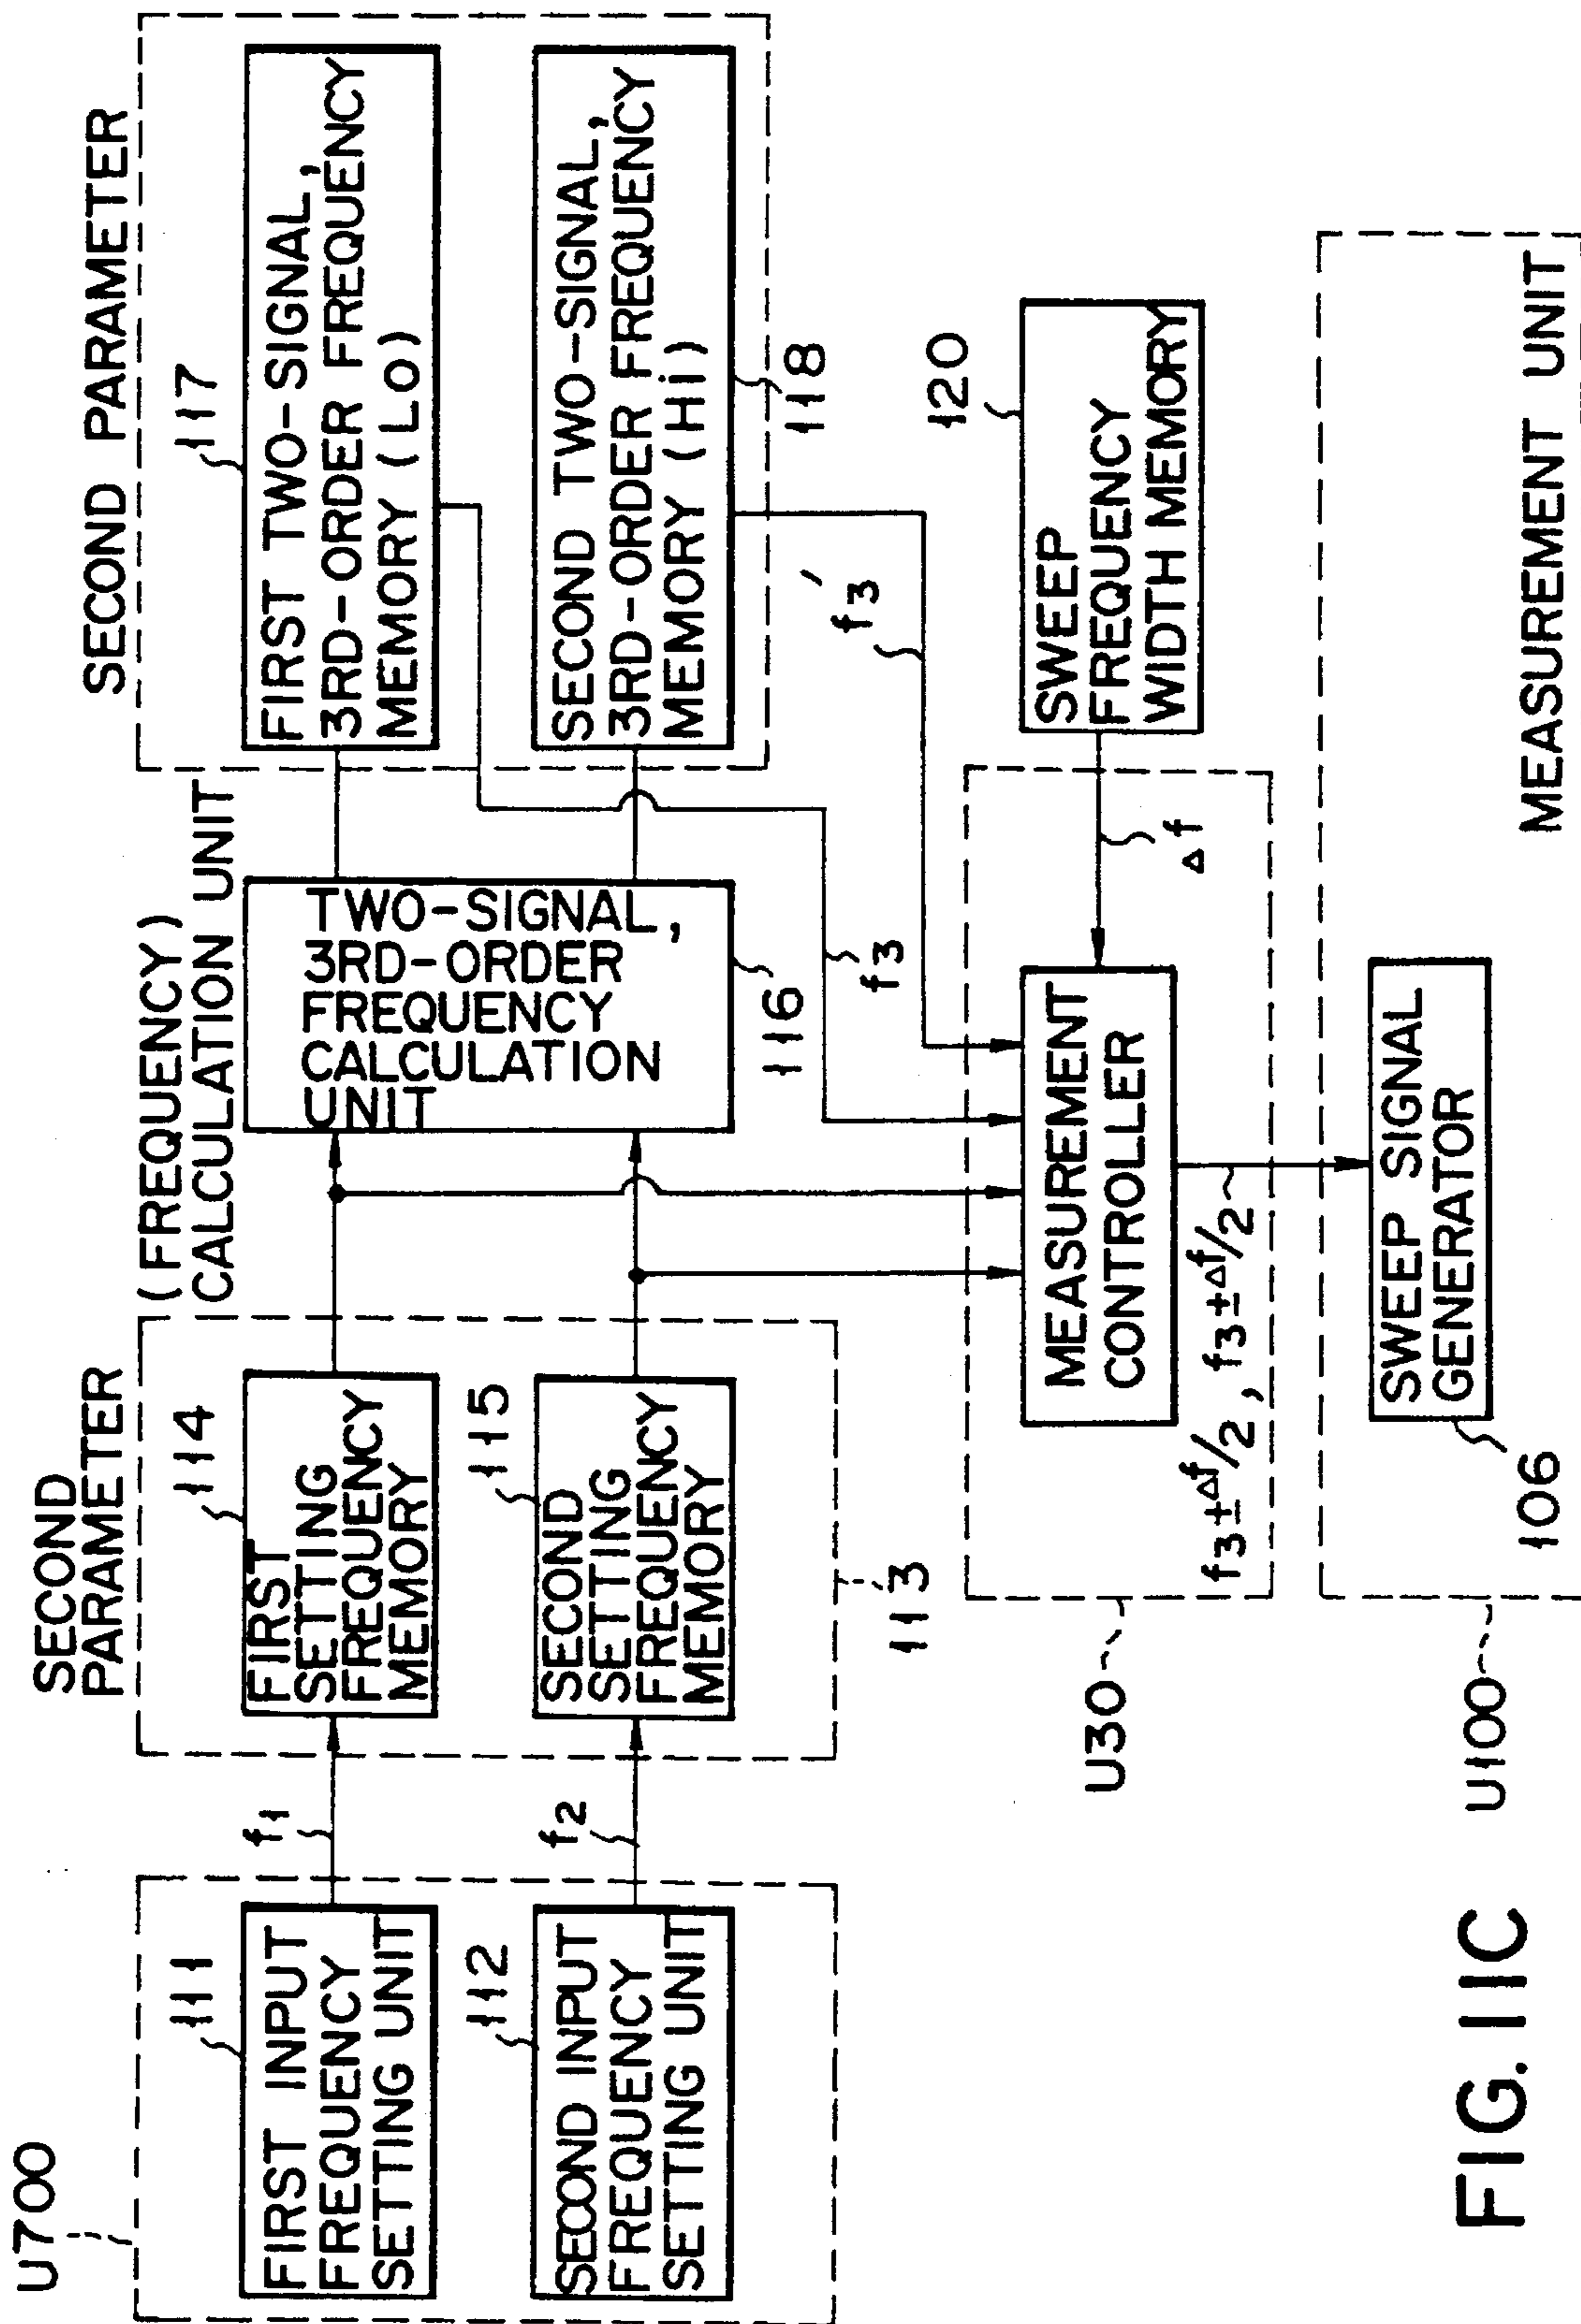 U700
111
FIRST INPUT
FREQUENCY
SETTING UNIT
112
SECOND INPUT
FREQUENCY
SETTING UNIT
f1
f2
SECOND
PARAMETER
114
FIRST
SETTING
FREQUENCY
MEMORY
115
SECOND
SETTING
FREQUENCY
MEMORY
113
(FREQUENCY)
CALCULATION UNIT
TWO-SIGNAL,
3RD-ORDER
FREQUENCY
CALCULATION
UNIT
116
SECOND PARAMETER
117
FIRST TWO-SIGNAL,
3RD-ORDER FREQUENCY
MEMORY (LO)
SECOND TWO-SIGNAL,
3RD-ORDER FREQUENCY
MEMORY (Hi)
118
f3
f3'
120
SWEEP
FREQUENCY
WIDTH MEMORY
Δf
U30
MEASUREMENT
CONTROLLER
f3±Δf/2, f3±Δf/2
U100
SWEEP SIGNAL
GENERATOR
106
MEASUREMENT UNIT
FIG. 11C